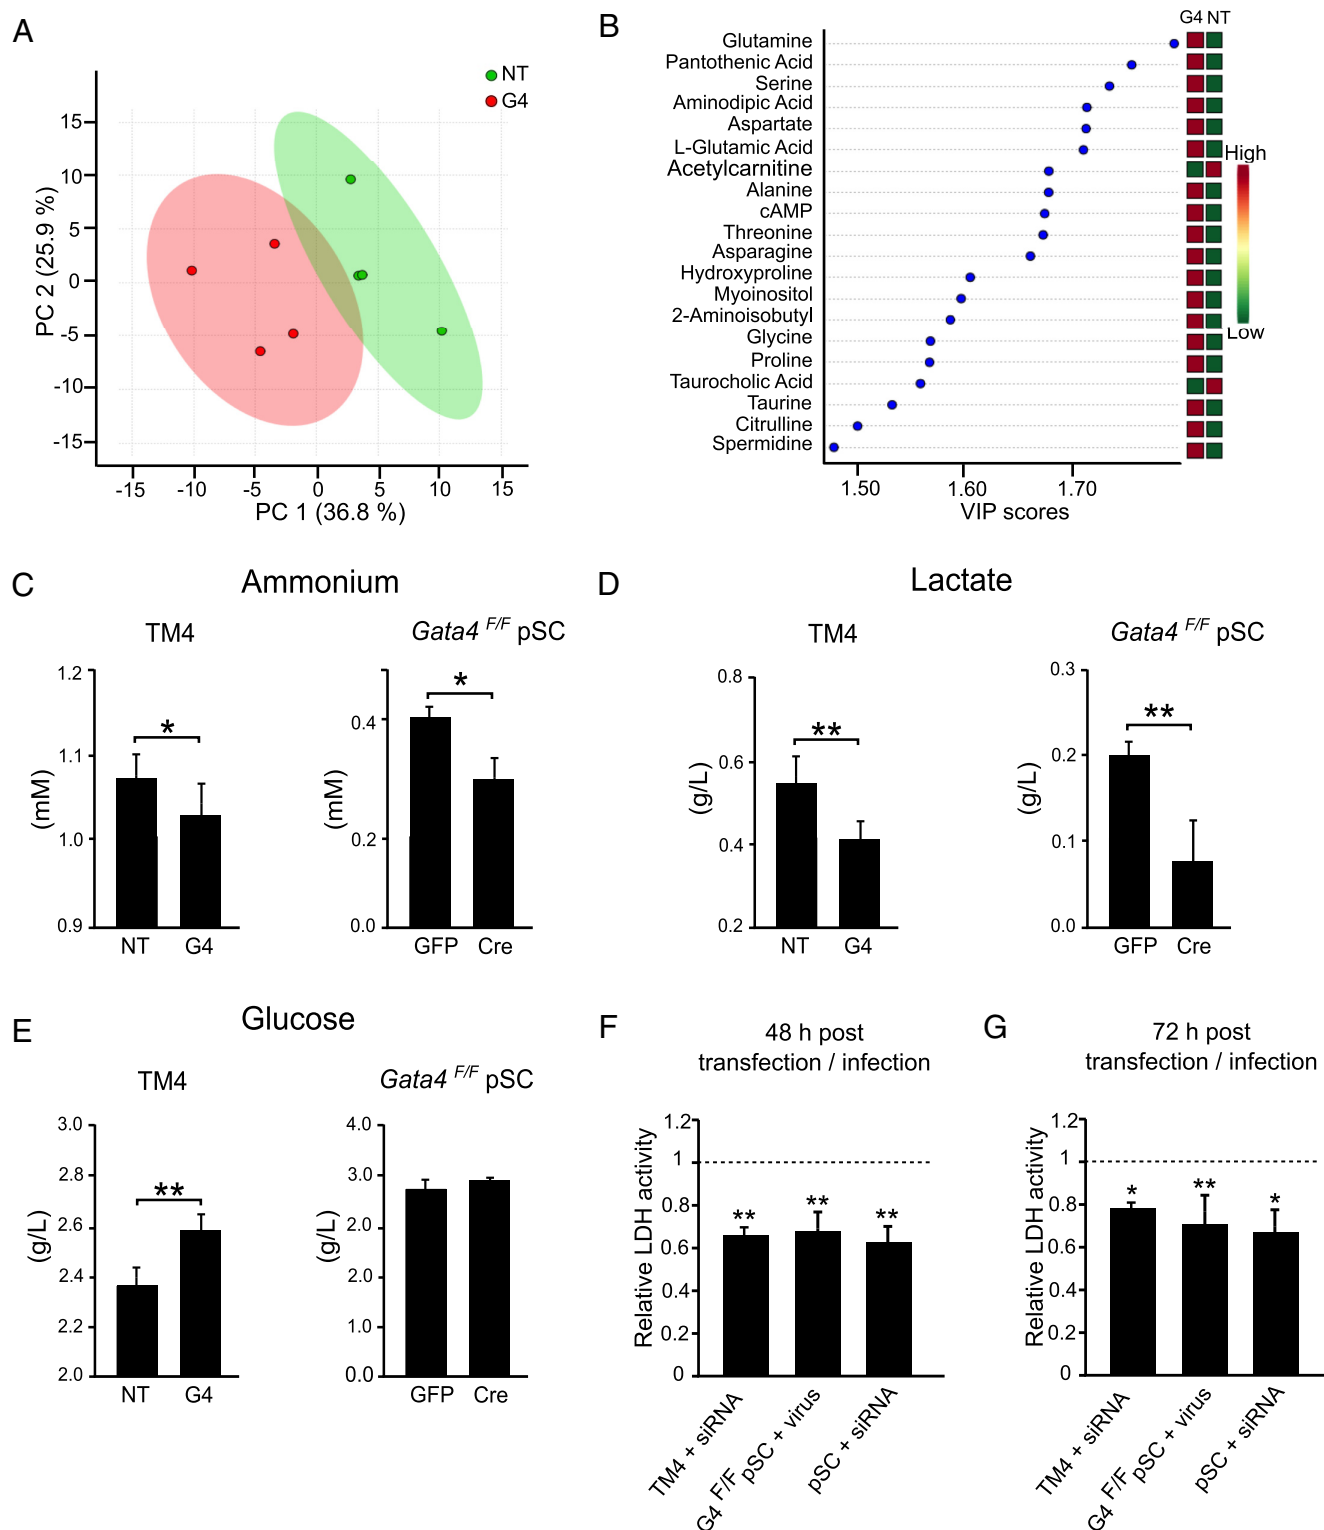 A
NT
G4
15
10
5
0
-5
-10
-15
PC 2 (25.9 %)
-15
-10
-5
0
5
10
15
PC 1 (36.8 %)
B
G4 NT
Glutamine
Pantothenic Acid
Serine
Aminodipic Acid
Aspartate
L-Glutamic Acid
Acetylcarnitine
Alanine
cAMP
Threonine
Asparagine
Hydroxyproline
Myoinositol
2-Aminoisobutyl
Glycine
Proline
Taurocholic Acid
Taurine
Citrulline
Spermidine
High
Low
1.50
1.60
1.70
VIP scores
C
Ammonium
TM4
1.2
1.1
1.0
0.9
(mM)
*
NT
G4
Gata4 F/F pSC
0.4
0.2
0.0
(mM)
*
GFP
Cre
D
Lactate
TM4
0.8
0.6
0.4
0.2
(g/L)
**
NT
G4
Gata4 F/F pSC
0.3
0.2
0.1
0.0
(g/L)
**
GFP
Cre
E
Glucose
TM4
3.0
2.8
2.6
2.4
2.2
2.0
(g/L)
**
NT
G4
Gata4 F/F pSC
4.0
3.0
2.0
2.0
1.0
0.0
(g/L)
GFP
Cre
F
48 h post
transfection / infection
1.2
1
0.8
0.6
0.4
0.2
0
Relative LDH activity
**
**
**
TM4 + siRNA
G4 F/F pSC + virus
pSC + siRNA
G
72 h post
transfection / infection
1.2
1
0.8
0.6
0.4
0.2
0
Relative LDH activity
*
**
*
TM4 + siRNA
G4 F/F pSC + virus
pSC + siRNA